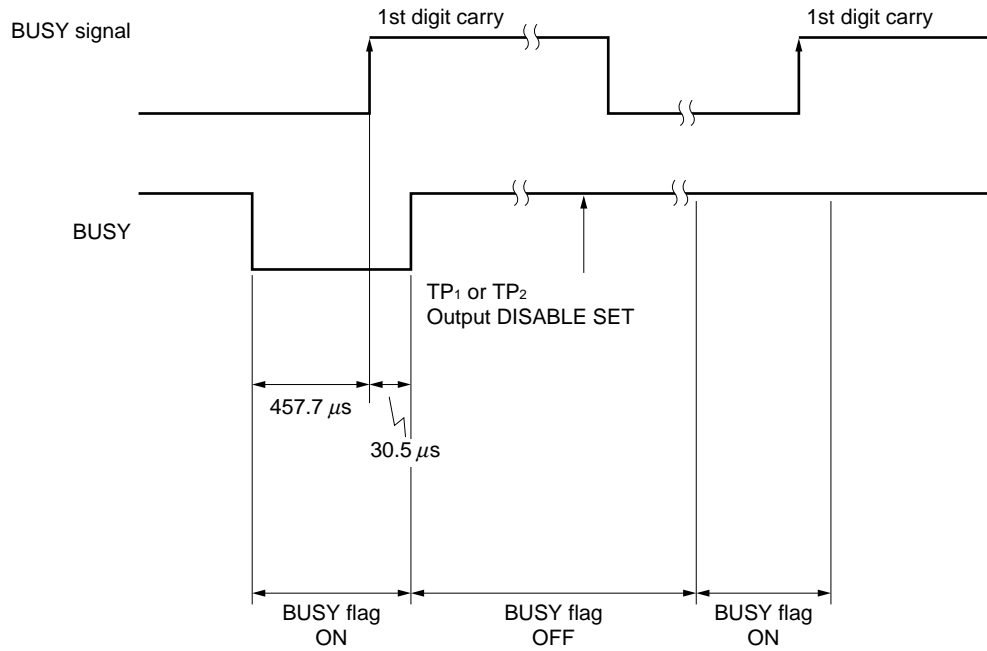 1st digit carry
1st digit carry
BUSY signal
BUSY
TP₁ or TP₂
Output DISABLE SET
457.7 μs
30.5 μs
BUSY flag
ON
BUSY flag
OFF
BUSY flag
ON